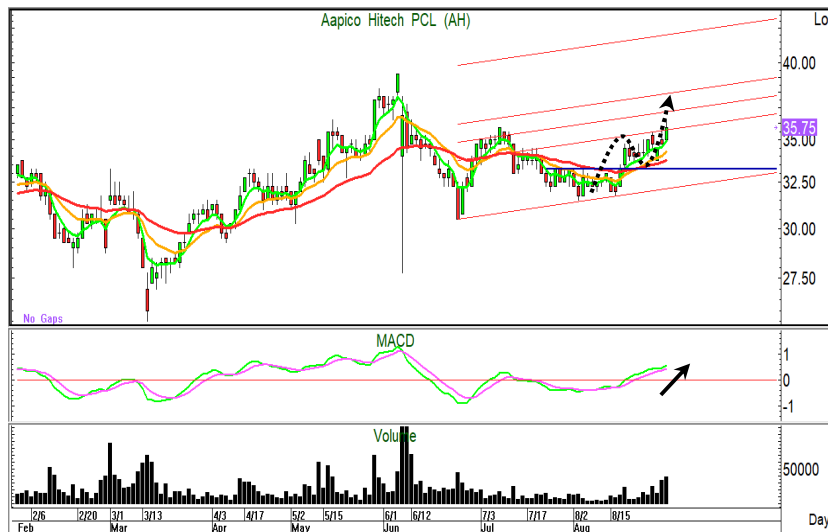 Aapico Hitech PCL (AH)
Lo
40.00
35.75
35.00
32.50
30.00
27.50
No Gaps
MACD
1
0
-1
Volume
50000
2/6 2/20 3/1 3/13 4/3 4/17 5/2 5/15 6/1 6/12 7/3 7/17 8/2 8/15
Feb Mar Apr May Jun Jul Aug
Day